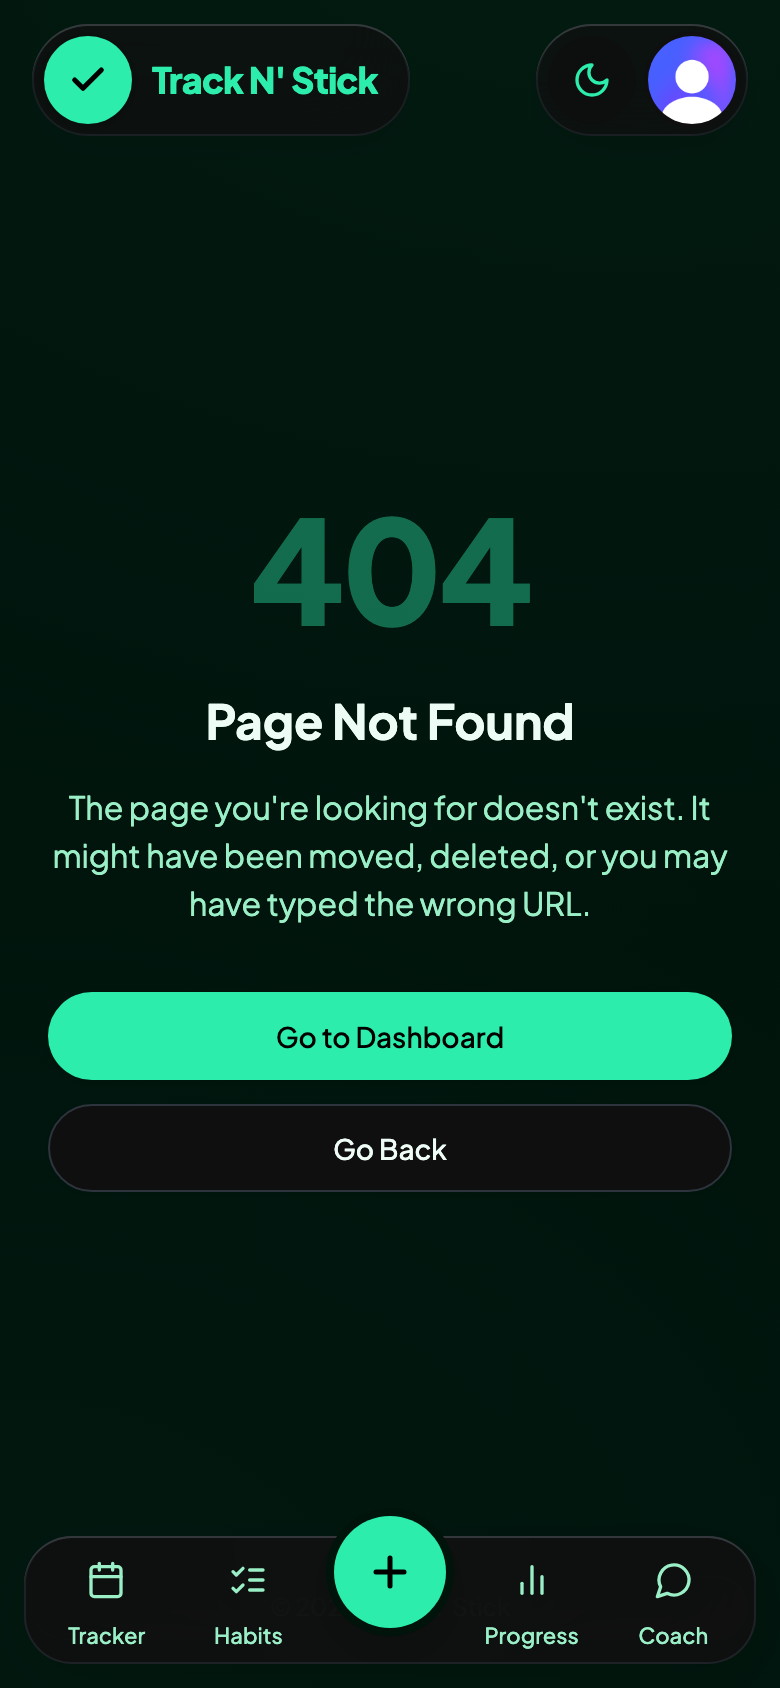 Track N' Stick
404
Page Not Found
The page you're looking for doesn't exist. It
might have been moved, deleted, or you may
have typed the wrong URL.
Go to Dashboard
Go Back
Tracker
Habits
Progress
Coach